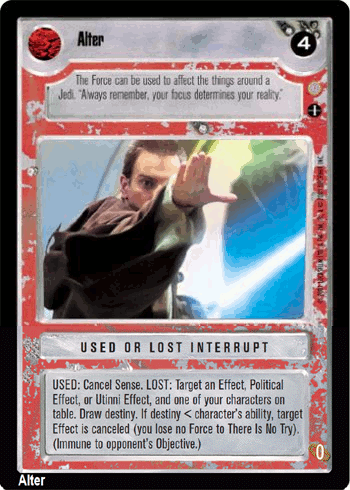 Alter
4
The Force can be used to affect the things around a
Jedi. "Always remember, your focus determines your reality."
USED OR LOST INTERRUPT
USED: Cancel Sense. LOST: Target an Effect, Political
Effect, or Utinni Effect, and one of your characters on
table. Draw destiny. If destiny < character's ability, target
Effect is canceled (you lose no Force to There Is No Try).
(Immune to opponent's Objective.)
0
Alter